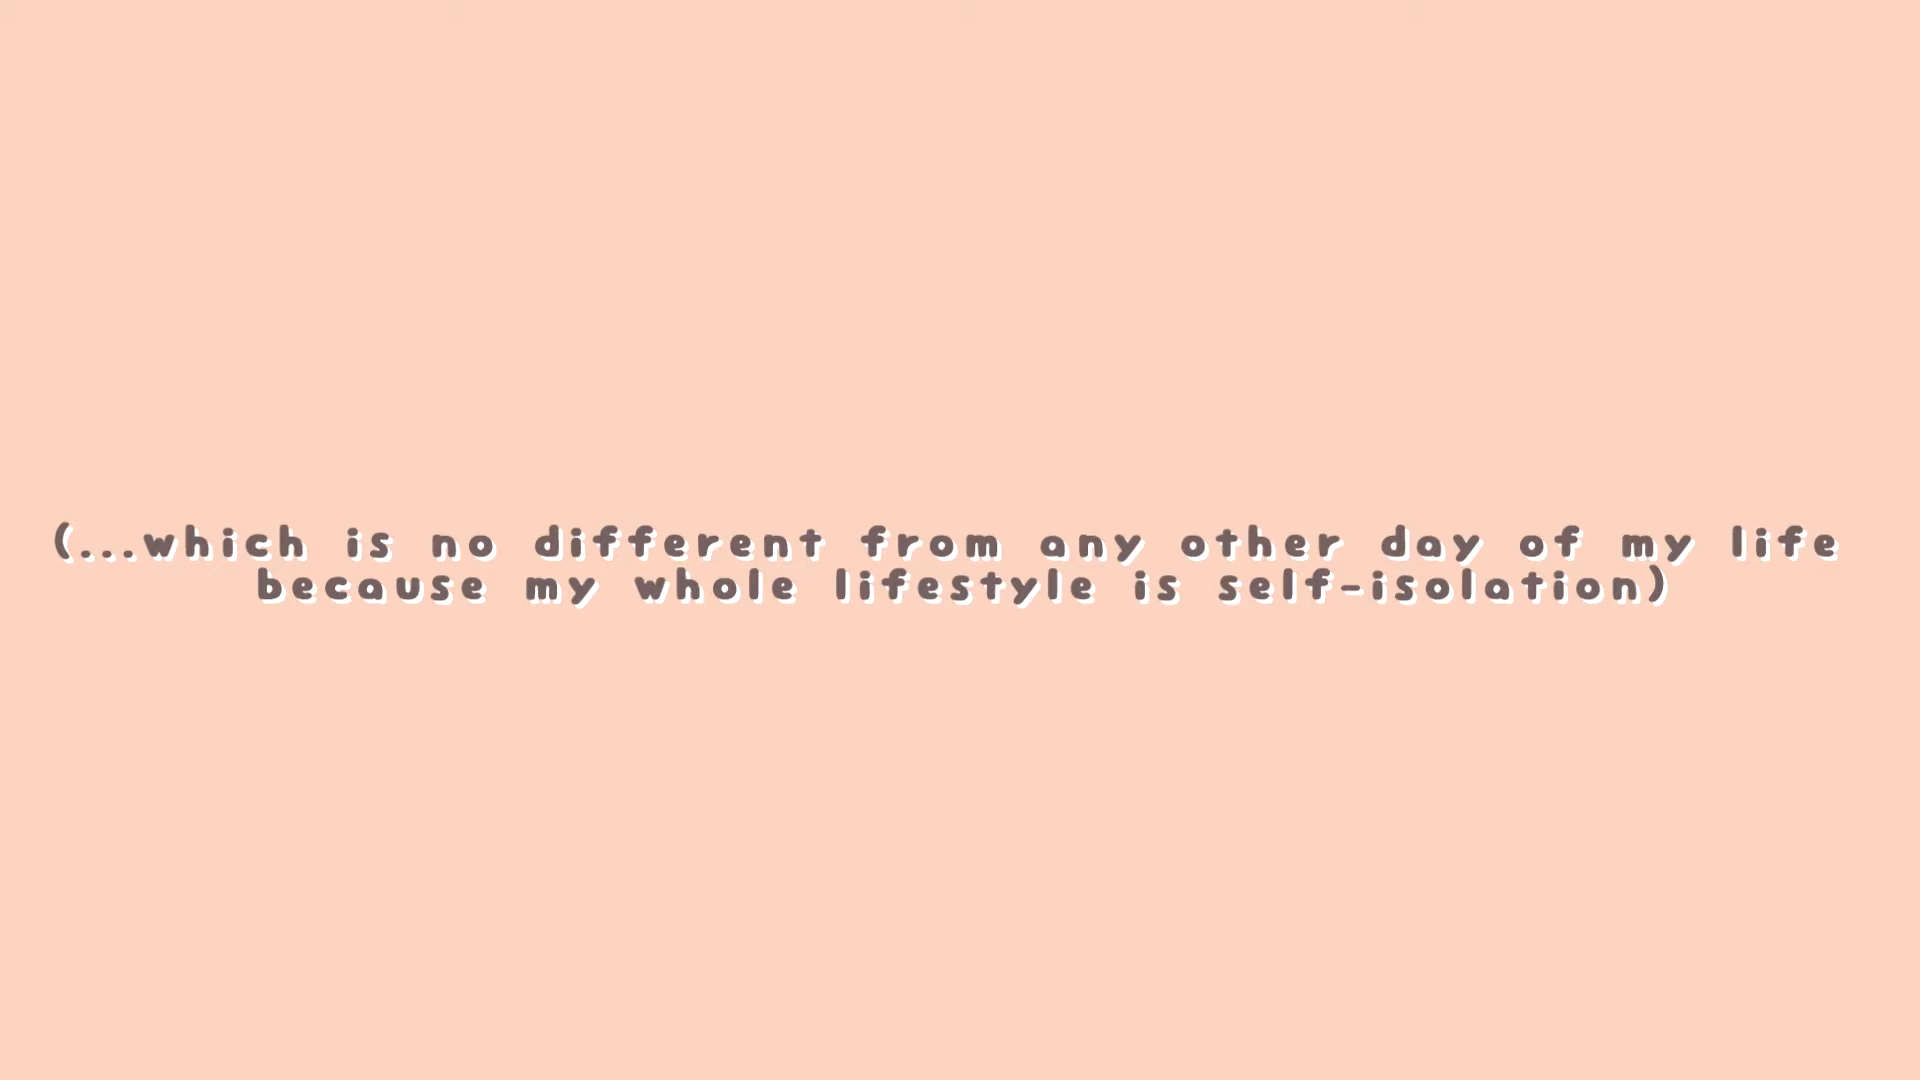 (...which is no different from any other day of my life
because my whole lifestyle is self-isolation)